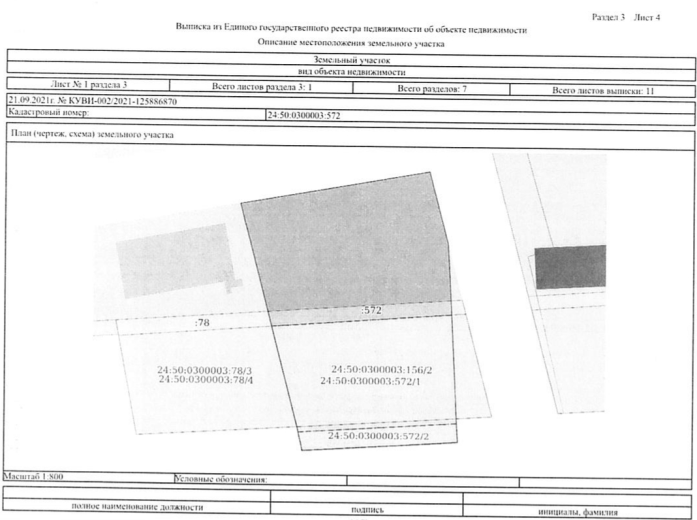 Раздел 3 Лист 4
Выписка из Единого государственного реестра недвижимости об объекте недвижимости
Описание местоположения земельного участка
Земельный участок
вид объекта недвижимости
Лист № 1 раздела 3 Всего листов раздела 3: 1 Всего разделов: 7 Всего листов выписки: 11
21.09.2021г. № КУВИ-002/2021-125886870
Кадастровый номер: 24:50:0300003:572
План (чертеж, схема) земельного участка
:572
:78
24:50:0300003:78/3 24:50:0300003:156/2
24:50:0300003:78/4 24:50:0300003:572/1
24:50:0300003:572/2
Масштаб 1:800 Условные обозначения:
полное наименование должности подпись инициалы, фамилия